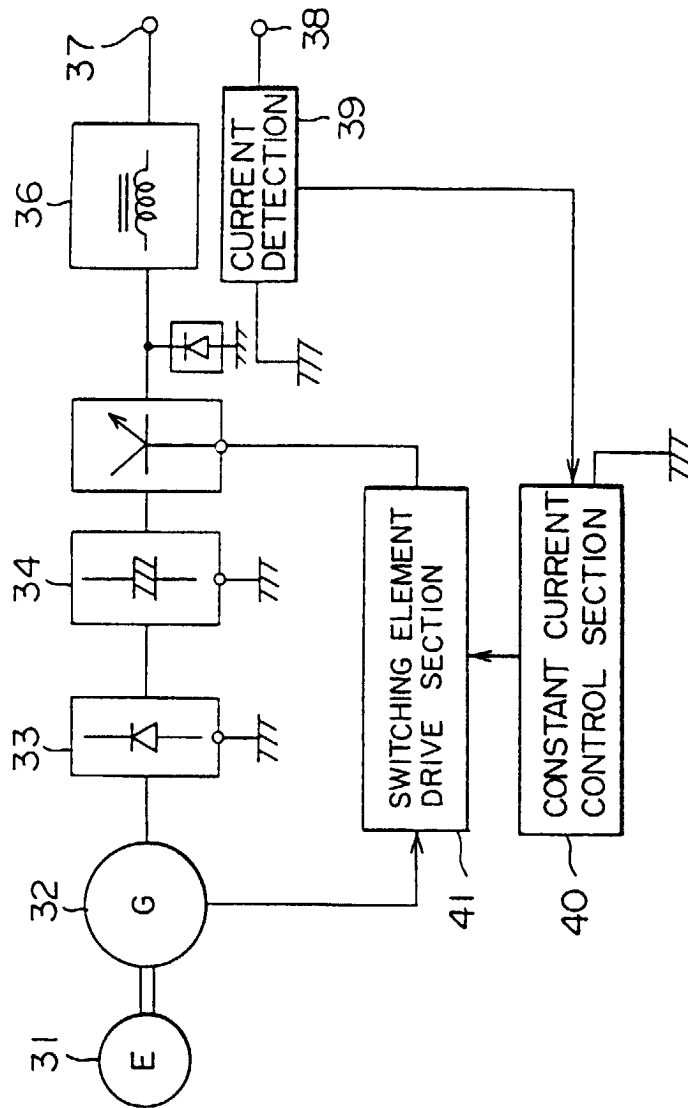 31
E
32
G
33
34
36
37
38
CURRENT
DETECTION
39
SWITCHING ELEMENT
DRIVE SECTION
41
CONSTANT CURRENT
CONTROL SECTION
40